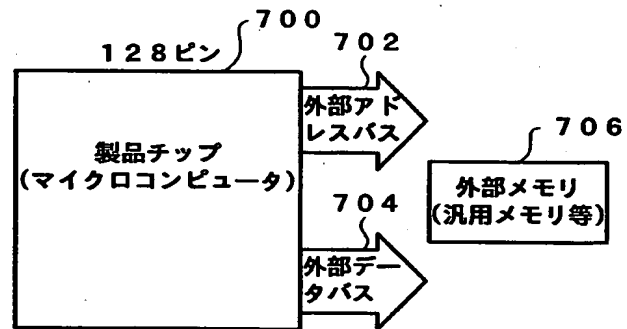 700
128ピン
702
外部アド
レスバス
製品チップ
(マイクロコンピュータ)
706
外部メモリ
(汎用メモリ等)
704
外部デー
タバス